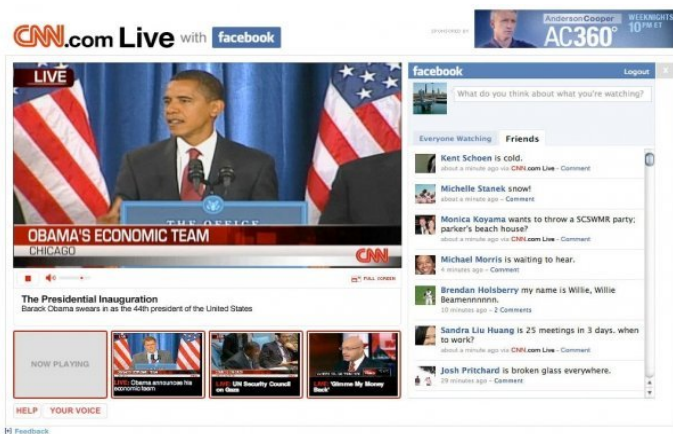 CNN.com Live with facebook
SPONSORED BY
AndersonCooper
AC360°
WEEKNIGHTS
10PM ET
LIVE
THE OFFICE
OBAMA'S ECONOMIC TEAM
CHICAGO
CNN
FULL SCREEN
The Presidential Inauguration
Barack Obama swears in as the 44th president of the United States
NOW PLAYING
LIVE: Obama announces his
economic team
LIVE: UN Security Council
on Gaza
LIVE: 'Gimme My Money
Back'
HELP YOUR VOICE
Feedback
facebook Logout x
What do you think about what you're watching?
Everyone Watching Friends
Kent Schoen is cold.
about a minute ago via CNN.com Live - Comment
Michelle Stanek snow!
about a minute ago - Comment
Monica Koyama wants to throw a SCSWMR party;
parker's beach house?
about a minute ago via CNN.com Live - Comment
Michael Morris is waiting to hear.
4 minutes ago - Comment
Brendan Holsberry my name is Willie, Willie
Beamennnnnn.
10 minutes ago - 2 Comments
Sandra Liu Huang is 25 meetings in 3 days. when
to work?
about a minute ago via CNN.com Live - Comment
Josh Pritchard is broken glass everywhere.
29 minutes ago - Comment